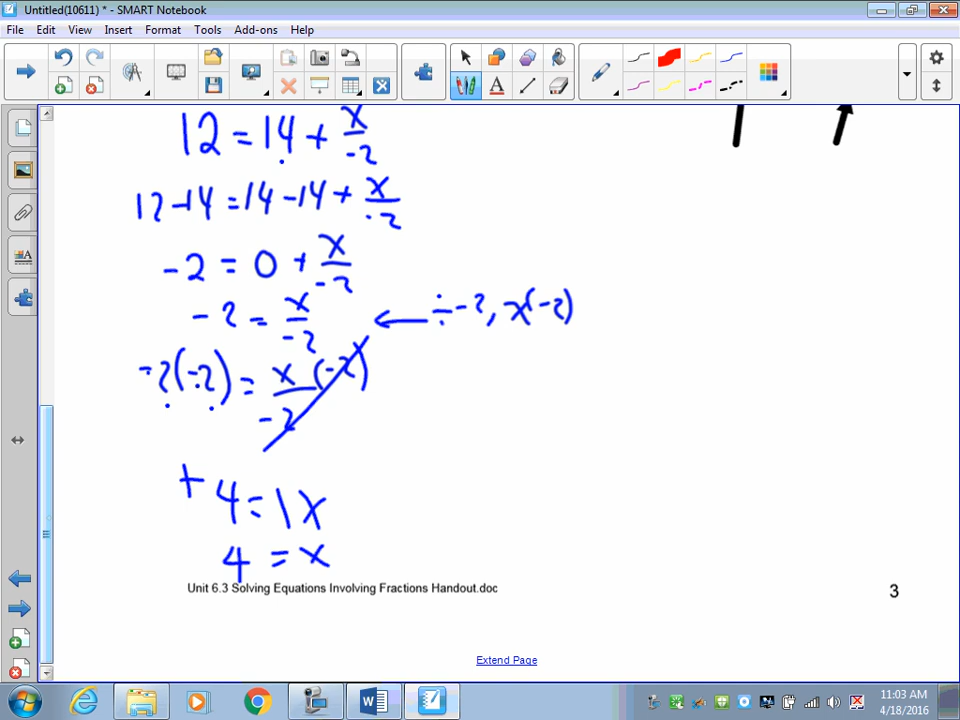 Untitled(10611) * - SMART Notebook
File Edit View Insert Format Tools Add-ons Help
12 = 14 + x/-2
12 -14 = 14 -14 + x/-2
-2 = 0 + x/-2
-2 = x/-2 ← ÷ -2, x(-2)
-2(-2) = x/-2 (-2)
+4 = 1x
4 = x
Unit 6.3 Solving Equations Involving Fractions Handout.doc
3
Extend Page
11:03 AM
4/18/2016